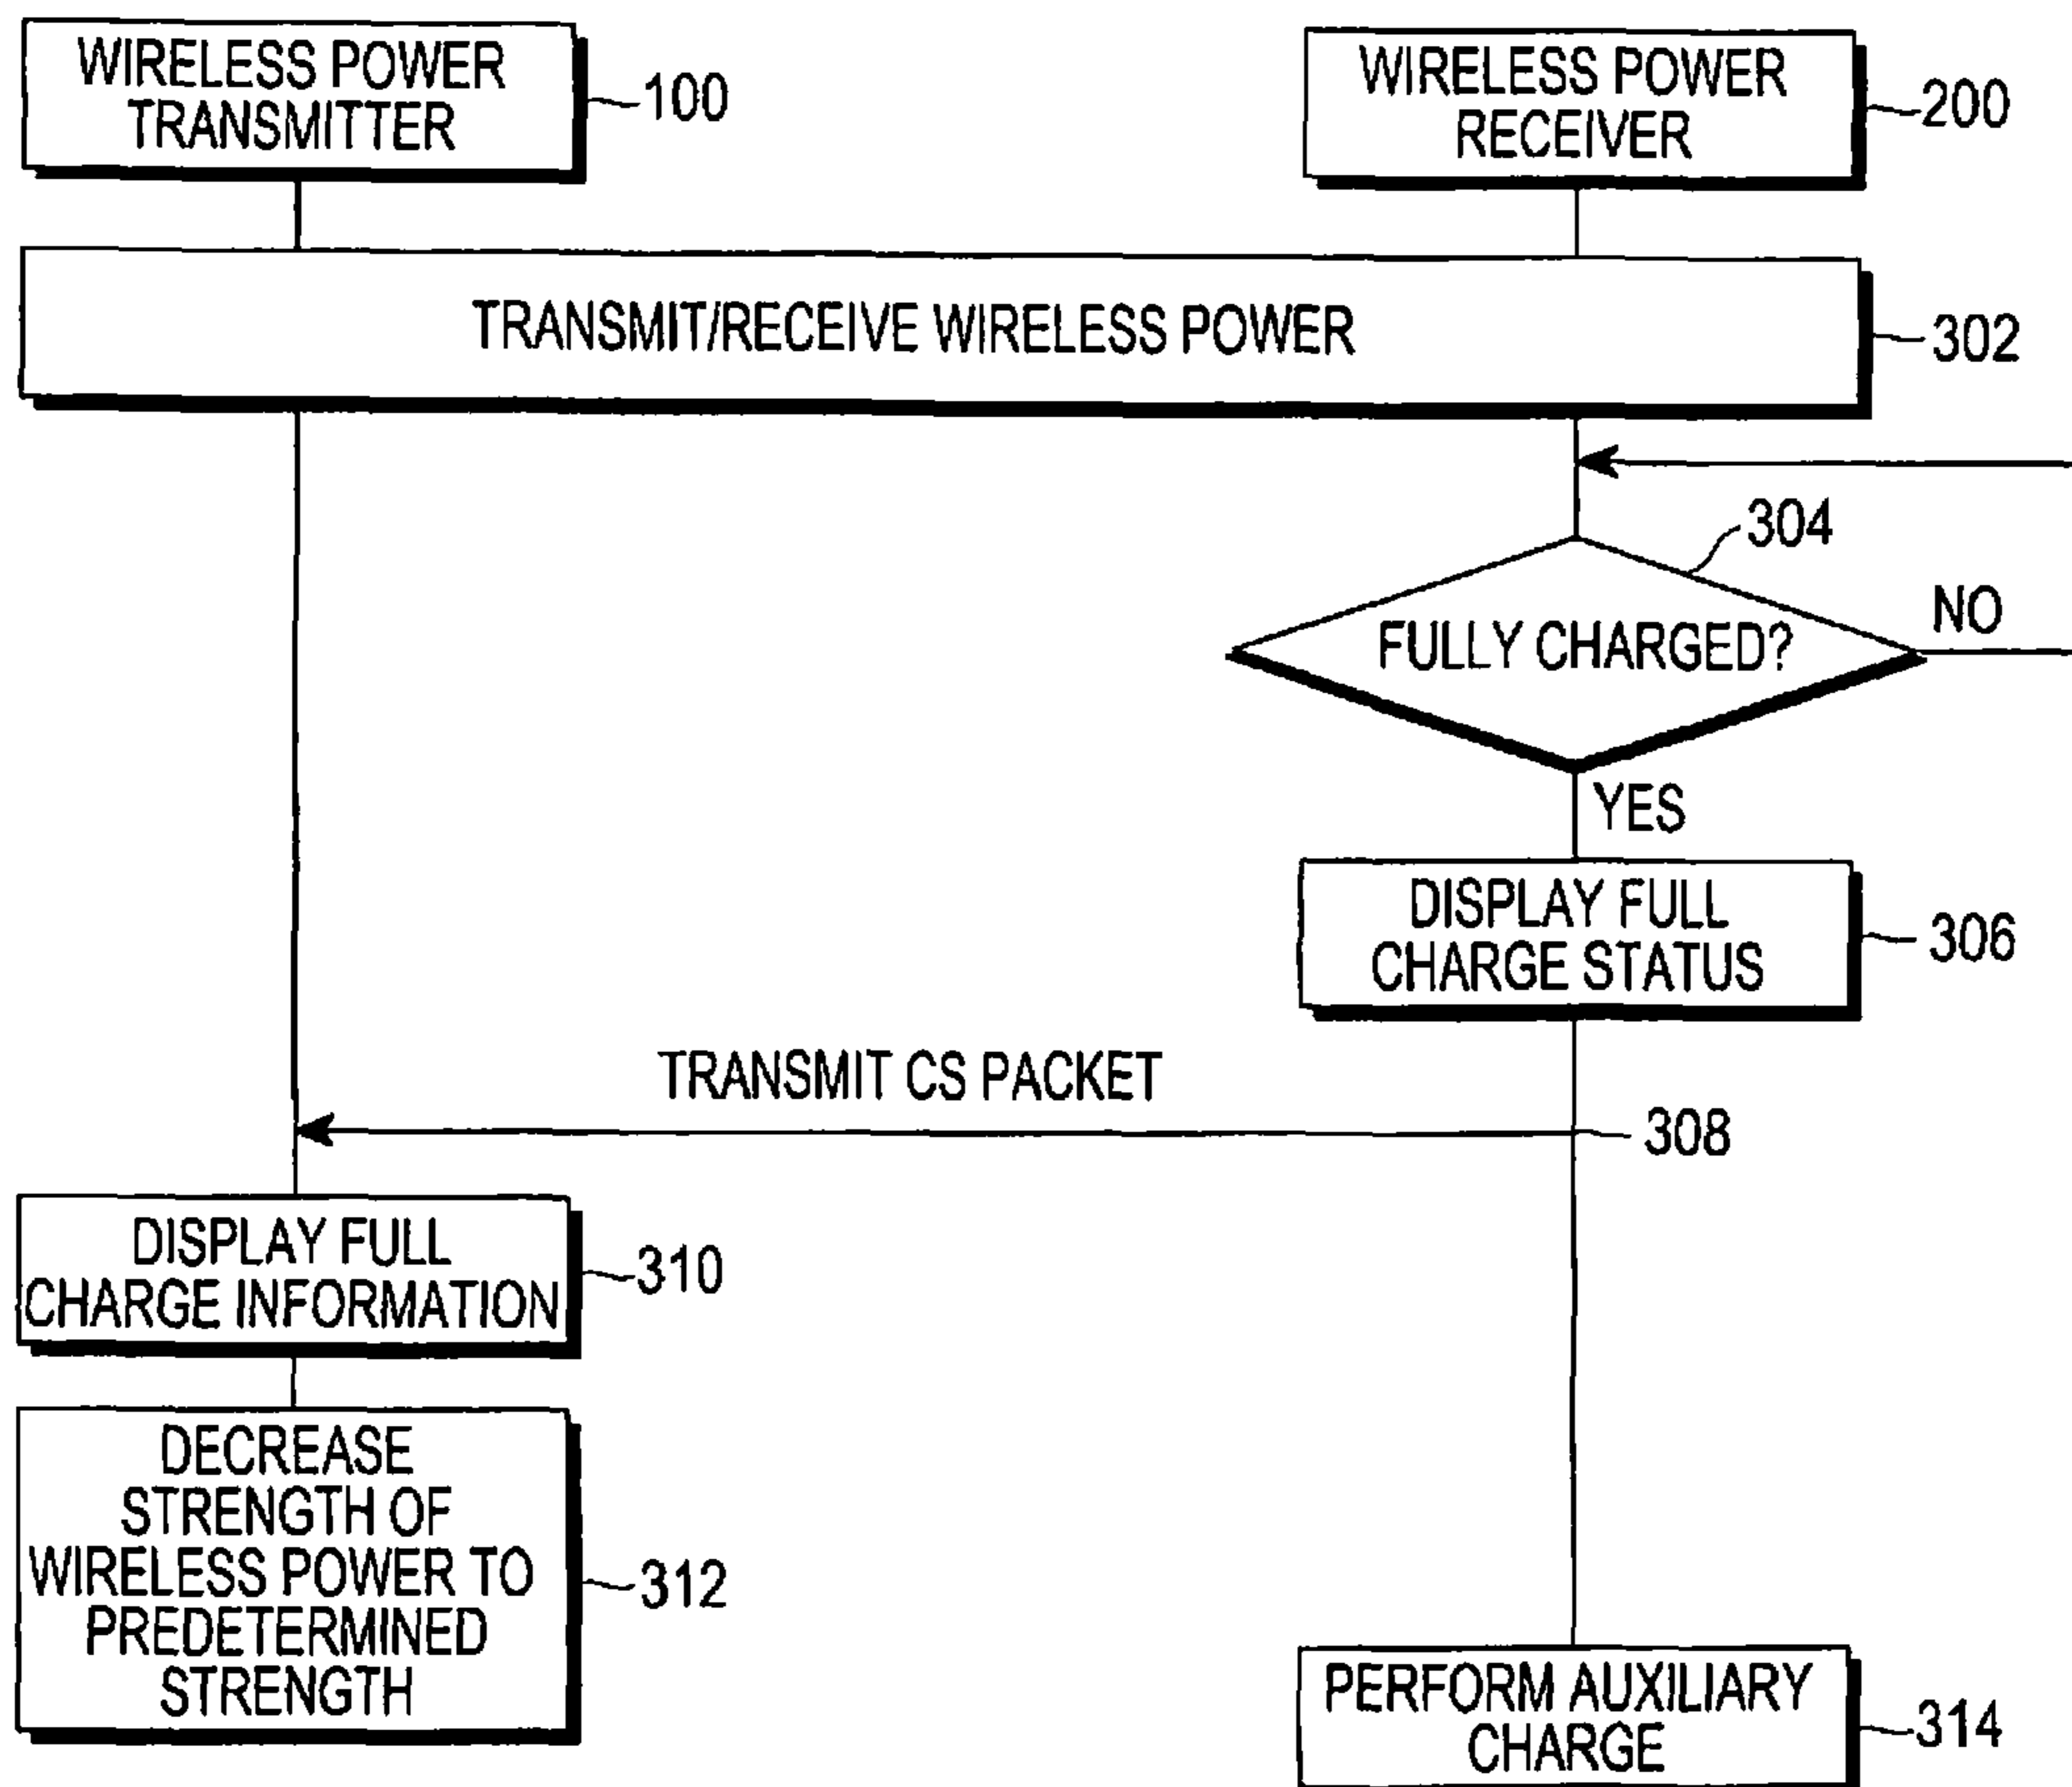 WIRELESS POWER
TRANSMITTER
100
WIRELESS POWER
RECEIVER
200
TRANSMIT/RECEIVE WIRELESS POWER
302
304
FULLY CHARGED?
NO
YES
DISPLAY FULL
CHARGE STATUS
306
TRANSMIT CS PACKET
308
DISPLAY FULL
CHARGE INFORMATION
310
DECREASE
STRENGTH OF
WIRELESS POWER TO
PREDETERMINED
STRENGTH
312
PERFORM AUXILIARY
CHARGE
314